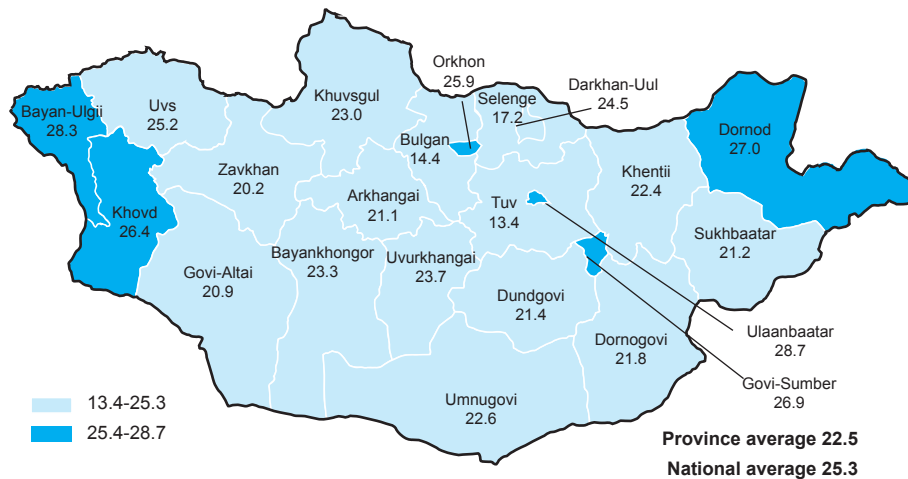 Orkhon
25.9
Darkhan-Uul
24.5
Selenge
17.2
Khuvsgul
23.0
Uvs
25.2
Bayan-Ulgii
28.3
Dornod
27.0
Bulgan
14.4
Zavkhan
20.2
Khentii
22.4
Arkhangai
21.1
Tuv
13.4
Khovd
26.4
Sukhbaatar
21.2
Bayankhongor
23.3
Uvurkhangai
23.7
Govi-Altai
20.9
Dundgovi
21.4
Dornogovi
21.8
Ulaanbaatar
28.7
Govi-Sumber
26.9
Umnugovi
22.6
13.4-25.3
25.4-28.7
Province average 22.5
National average 25.3